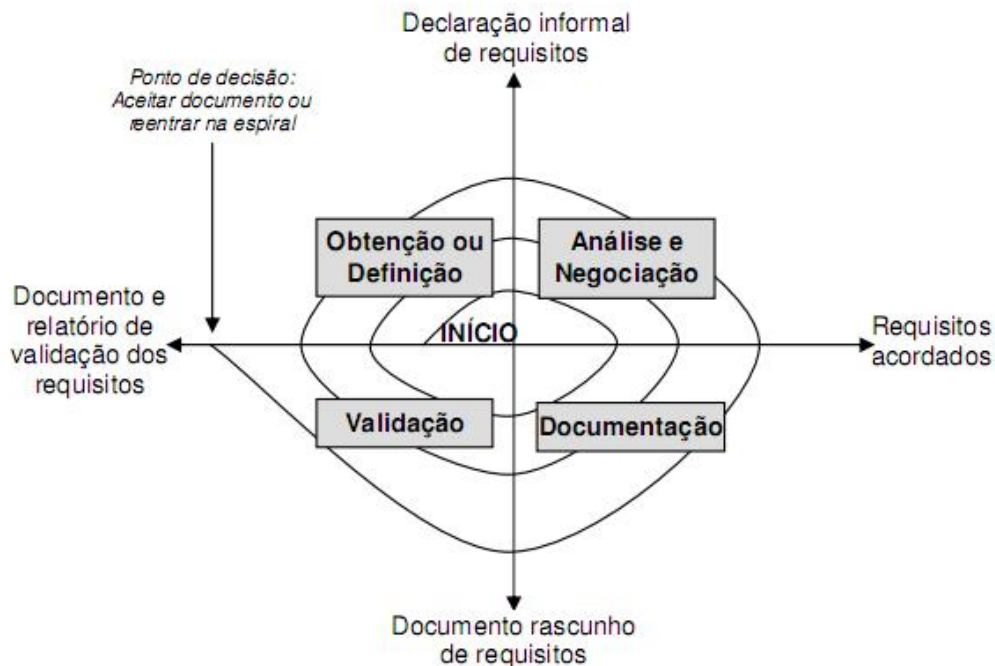 Declaração informal
de requisitos
Ponto de decisão:
Aceitar documento ou
reentrar na espiral
Obtenção ou
Definição
Análise e
Negociação
Documento e
relatório de
validação dos
requisitos
INÍCIO
Requisitos
acordados
Validação
Documentação
Documento rascunho
de requisitos